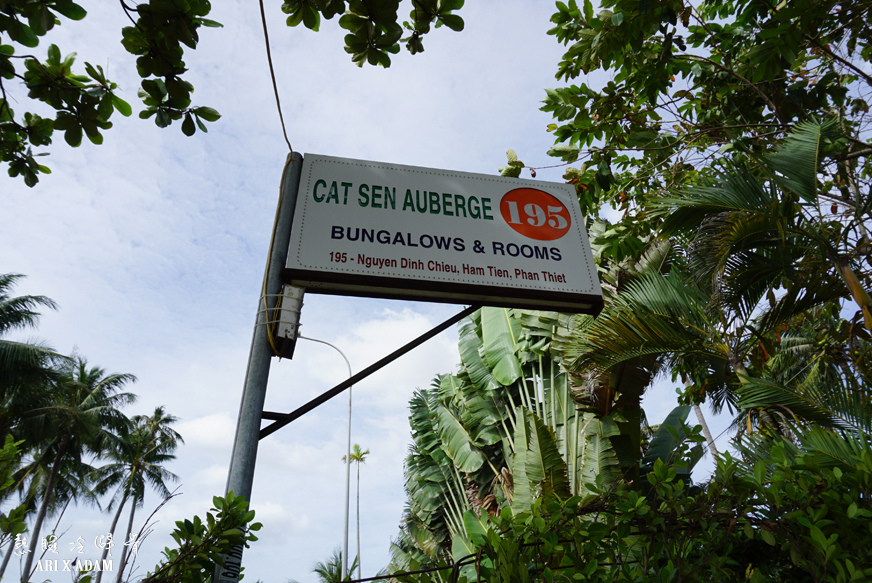 CAT SEN AUBERGE 195
BUNGALOWS & ROOMS
195 - Nguyen Dinh Chieu, Ham Tien, Phan Thiet
ARI X ADAM